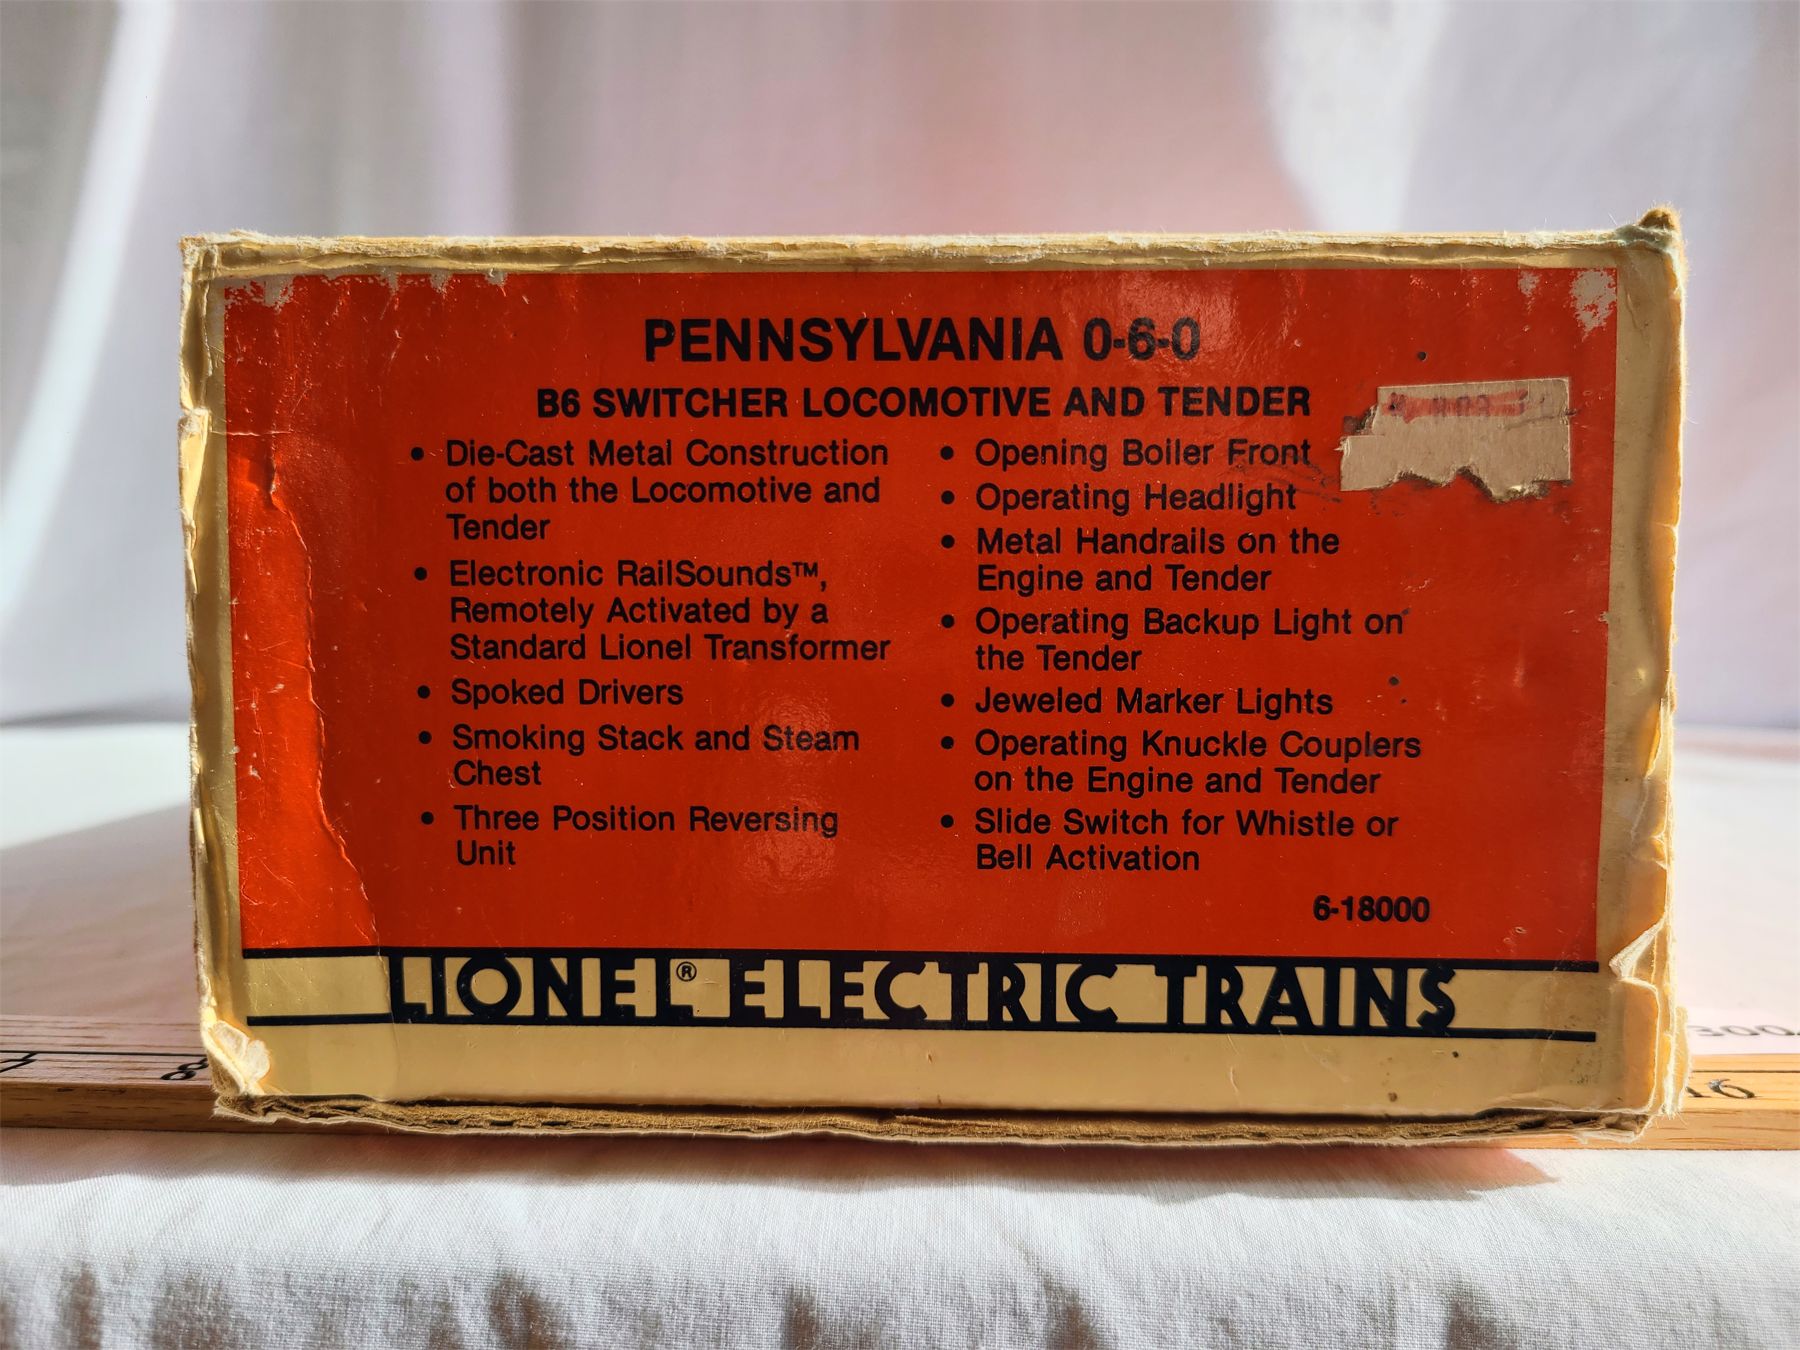 PENNSYLVANIA 0-6-0
B6 SWITCHER LOCOMOTIVE AND TENDER
• Die-Cast Metal Construction
of both the Locomotive and
Tender
• Electronic RailSounds™,
Remotely Activated by a
Standard Lionel Transformer
• Spoked Drivers
• Smoking Stack and Steam
Chest
• Three Position Reversing
Unit
• Opening Boiler Front
• Operating Headlight
• Metal Handrails on the
Engine and Tender
• Operating Backup Light on
the Tender
• Jeweled Marker Lights
• Operating Knuckle Couplers
on the Engine and Tender
• Slide Switch for Whistle or
Bell Activation
6-18000
LIONEL® ELECTRIC TRAINS
8
16